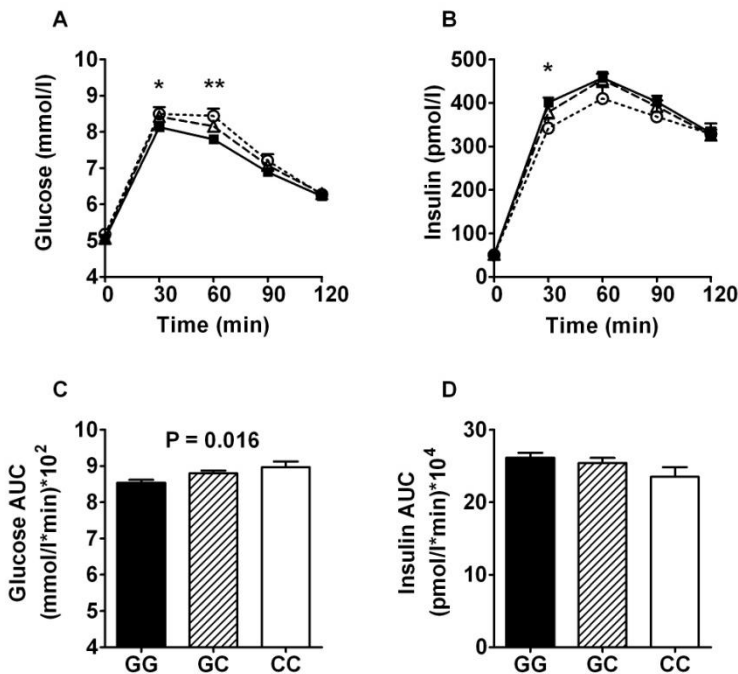 A
Glucose (mmol/l)
10
9
8
7
6
5
4
*
**
0 30 60 90 120
Time (min)
B
Insulin (pmol/l)
500
400
300
200
100
0
*
0 30 60 90 120
Time (min)
C
Glucose AUC
(mmol/l*min)*10²
10
9
8
7
6
5
4
P = 0.016
GG GC CC
D
Insulin AUC
(pmol/l*min)*10⁴
30
20
10
0
GG GC CC